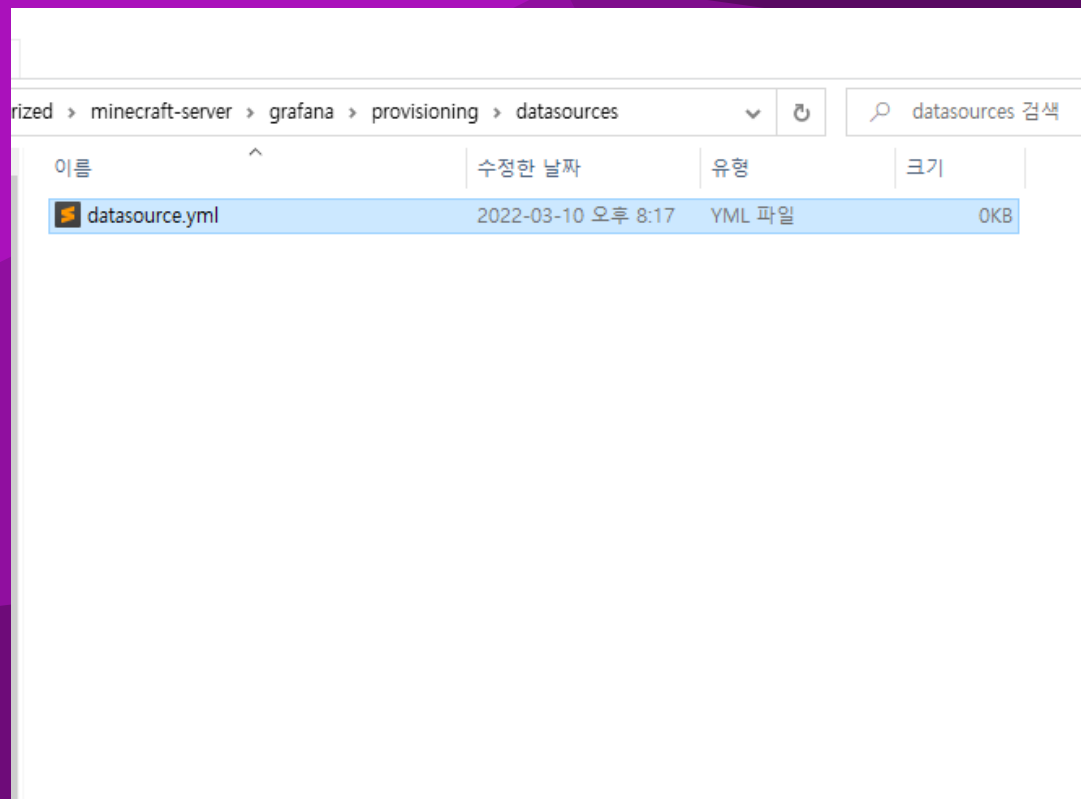 rized > minecraft-server > grafana > provisioning > datasources
datasources 검색
이름 수정한 날짜 유형 크기
datasource.yml 2022-03-10 오후 8:17 YML 파일 0KB